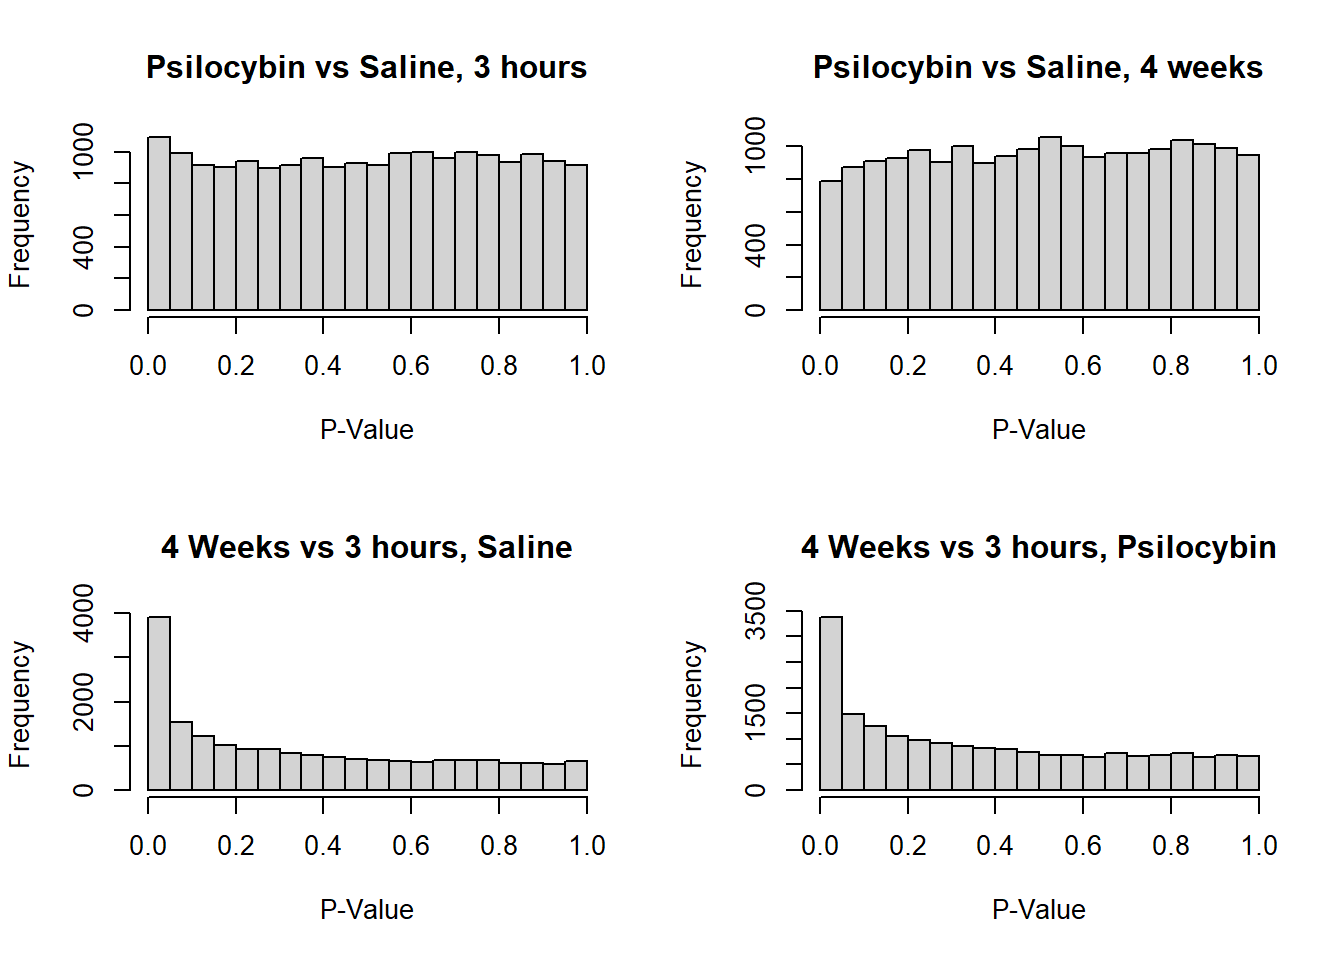 Psilocybin vs Saline, 3 hours
Frequency
0 400 1000
0.0 0.2 0.4 0.6 0.8 1.0
P-Value
Psilocybin vs Saline, 4 weeks
Frequency
0 400 1000
0.0 0.2 0.4 0.6 0.8 1.0
P-Value
4 Weeks vs 3 hours, Saline
Frequency
0 2000 4000
0.0 0.2 0.4 0.6 0.8 1.0
P-Value
4 Weeks vs 3 hours, Psilocybin
Frequency
0 1500 3500
0.0 0.2 0.4 0.6 0.8 1.0
P-Value